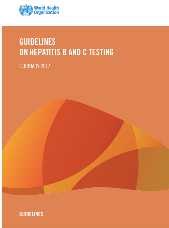 World Health
Organization
GUIDELINES
ON HEPATITIS B AND C TESTING
FEBRUARY 2017
GUIDELINES